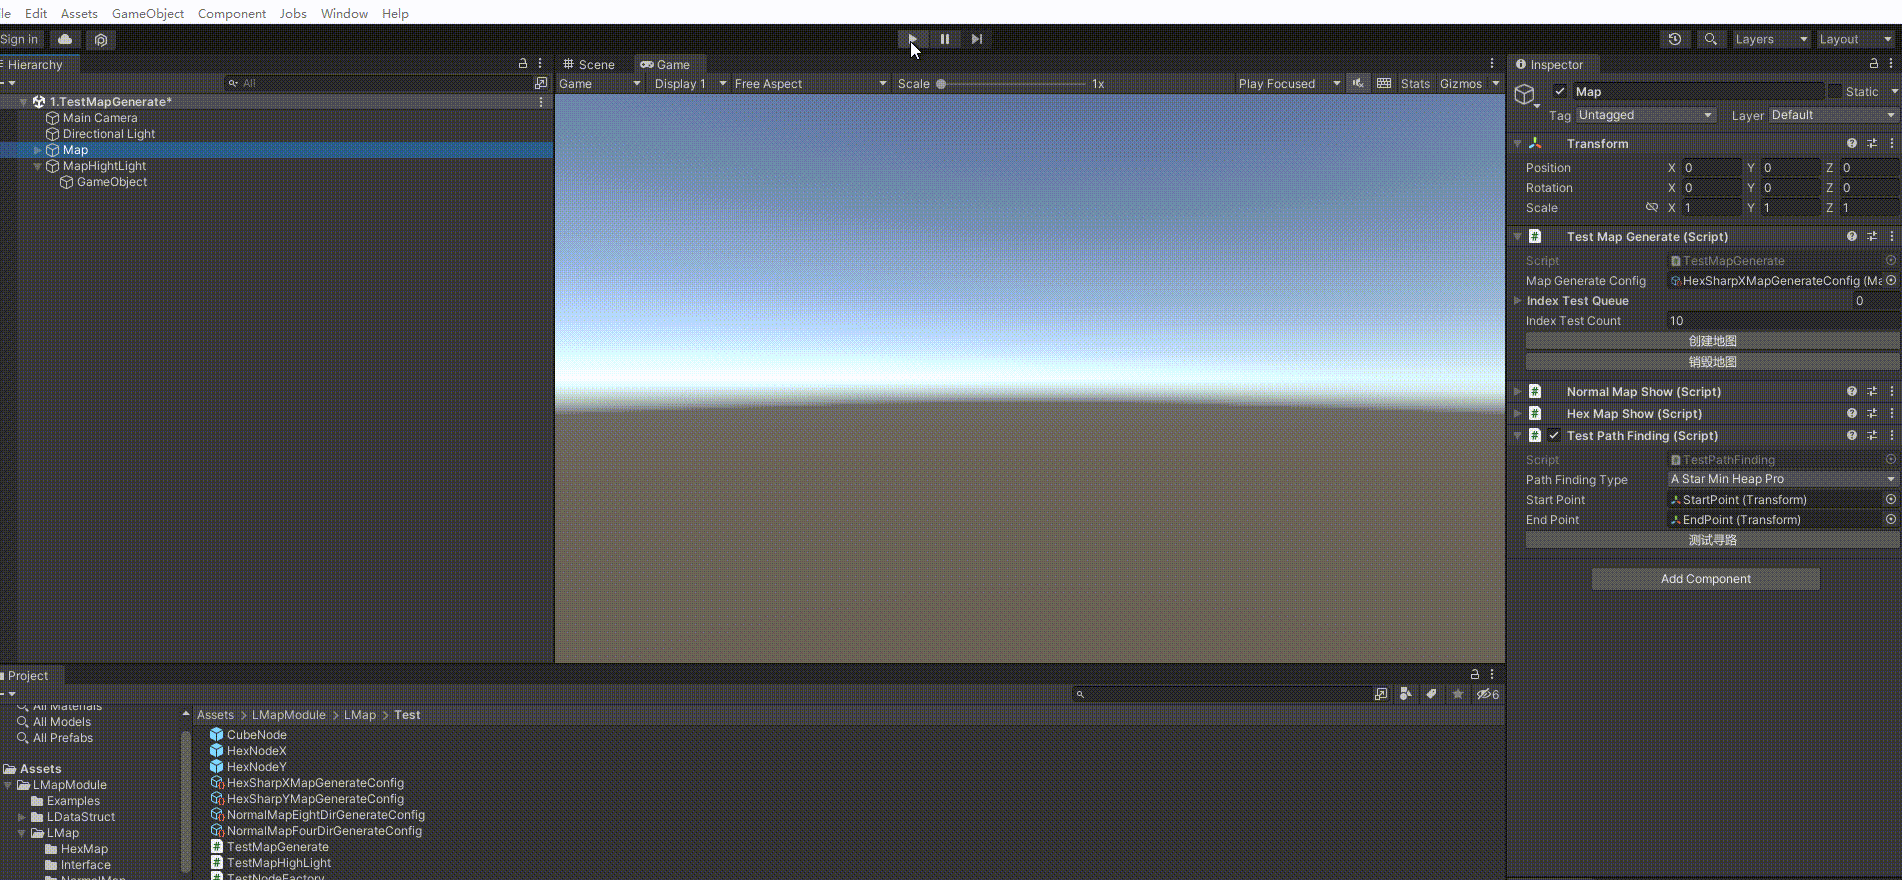 le Edit Assets GameObject Component Jobs Window Help
Sign in Layers Layout
Hierarchy
All
1.TestMapGenerate*
Main Camera
Directional Light
Map
MapHightLight
GameObject
Scene Game
Game Display 1 Free Aspect Scale 1x Play Focused Stats Gizmos
Inspector
Map Static
Tag Untagged Layer Default
Transform
Position X 0 Y 0 Z 0
Rotation X 0 Y 0 Z 0
Scale X 1 Y 1 Z 1
Test Map Generate (Script)
Script TestMapGenerate
Map Generate Config HexSharpXMapGenerateConfig (Ma
Index Test Queue 0
Index Test Count 10
创建地图
销毁地图
Normal Map Show (Script)
Hex Map Show (Script)
Test Path Finding (Script)
Script TestPathFinding
Path Finding Type A Star Min Heap Pro
Start Point StartPoint (Transform)
End Point EndPoint (Transform)
测试寻路
Add Component
Project
6
All Materials
All Models
All Prefabs
Assets
LMapModule
Examples
LDataStruct
LMap
HexMap
Interface
NormalMap
Assets > LMapModule > LMap > Test
CubeNode
HexNodeX
HexNodeY
HexSharpXMapGenerateConfig
HexSharpYMapGenerateConfig
NormalMapEightDirGenerateConfig
NormalMapFourDirGenerateConfig
TestMapGenerate
TestMapHighLight
TestNodeFactory